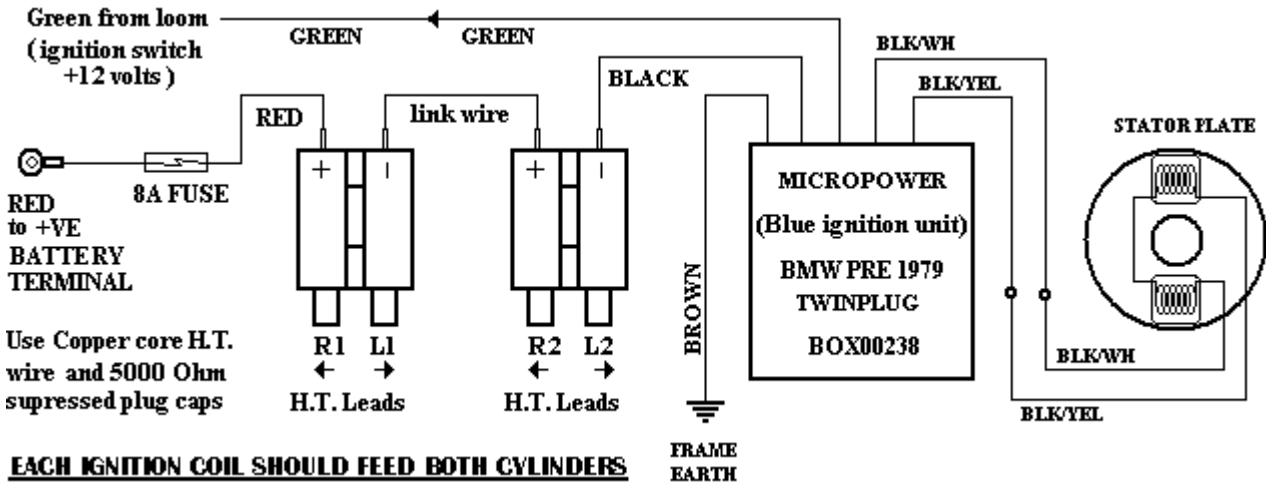 Green from loom
( ignition switch
+12 volts )
GREEN
GREEN
BLACK
BLK/WH
BLK/YEL
RED
link wire
8A FUSE
RED
to +VE
BATTERY
TERMINAL
+
–
+
–
STATOR PLATE
MICROPOWER
(Blue ignition unit)
BMW PRE 1979
TWINPLUG
BOX00238
BROWN
R1 L1
H.T. Leads
R2 L2
H.T. Leads
BLK/WH
BLK/YEL
Use Copper core H.T.
wire and 5000 Ohm
supressed plug caps
FRAME
EARTH
EACH IGNITION COIL SHOULD FEED BOTH CYLINDERS